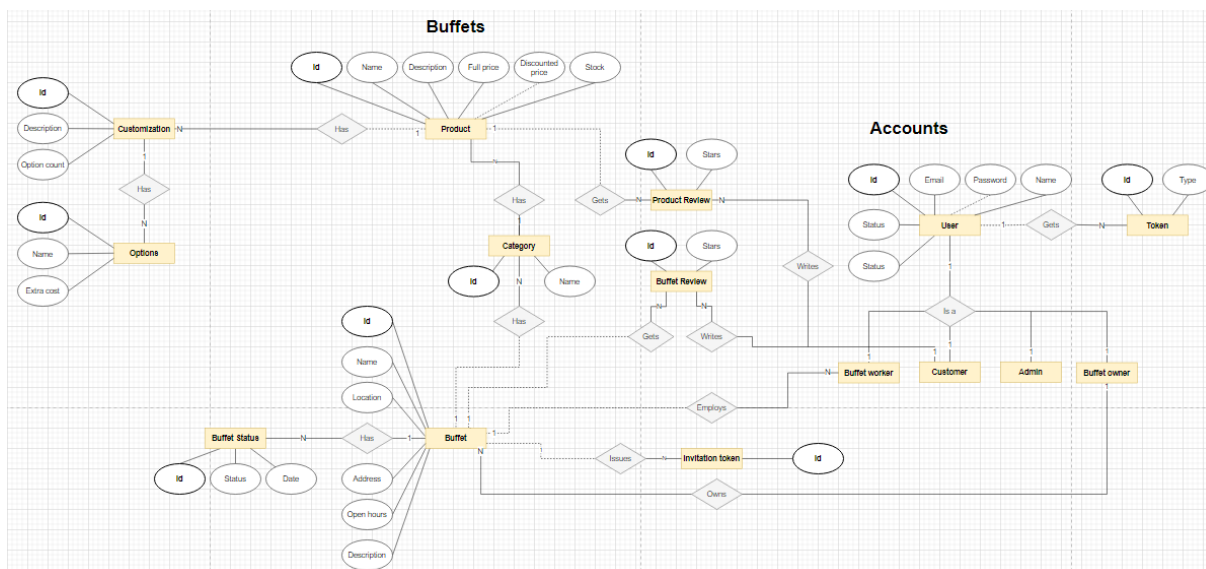 Buffets
Id
Name
Description
Full price
Discounted
price
Stock
Id
Description
Option count
Customization
N
Has
1
Product
1
N
1
Has
N
Id
Name
Extra cost
Options
Has
1
Category
N
Id
Name
Has
1
Gets
N
Id
Stars
Product Review
N
Id
Stars
Buffet Review
N
N
Gets
1
Writes
Writes
Accounts
Id
Email
Password
Name
Status
Status
User
1
Gets
N
Token
Id
Type
1
Is a
1
1
1
1
1
Buffet worker
Customer
Admin
Buffet owner
1
N
Employs
1
Id
Name
Location
Address
Open hours
Description
Buffet
N
1
Has
N
Buffet Status
Id
Status
Date
1
Issues
N
Invitation token
Id
Owns